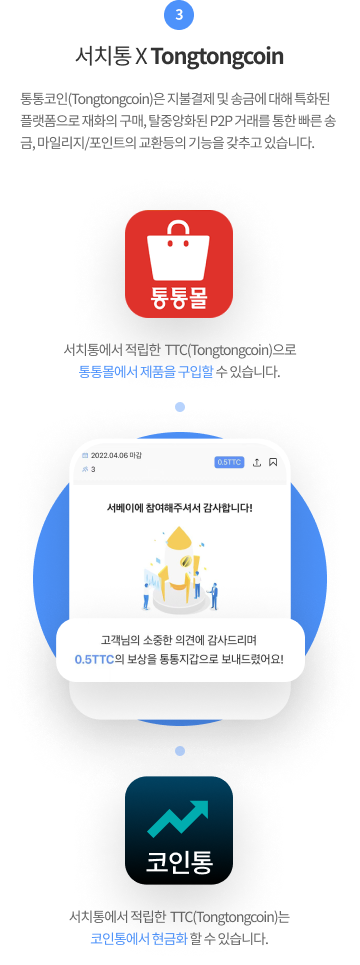 3
서치통 X Tongtongcoin
통통코인(Tongtongcoin)은 지불결제 및 송금에 대해 특화된
플랫폼으로 재화의 구매, 탈중앙화된 P2P 거래를 통한 빠른 송
금, 마일리지/포인트의 교환등의 기능을 갖추고 있습니다.
통통몰
서치통에서 적립한 TTC(Tongtongcoin)으로
통통몰에서 제품을 구입할 수 있습니다.
2022.04.06 마감
3
0.5TTC
서베이에 참여해주셔서 감사합니다!
고객님의 소중한 의견에 감사드리며
0.5TTC의 보상을 통통지갑으로 보내드렸어요!
코인통
서치통에서 적립한 TTC(Tongtongcoin)는
코인통에서 현금화 할 수 있습니다.